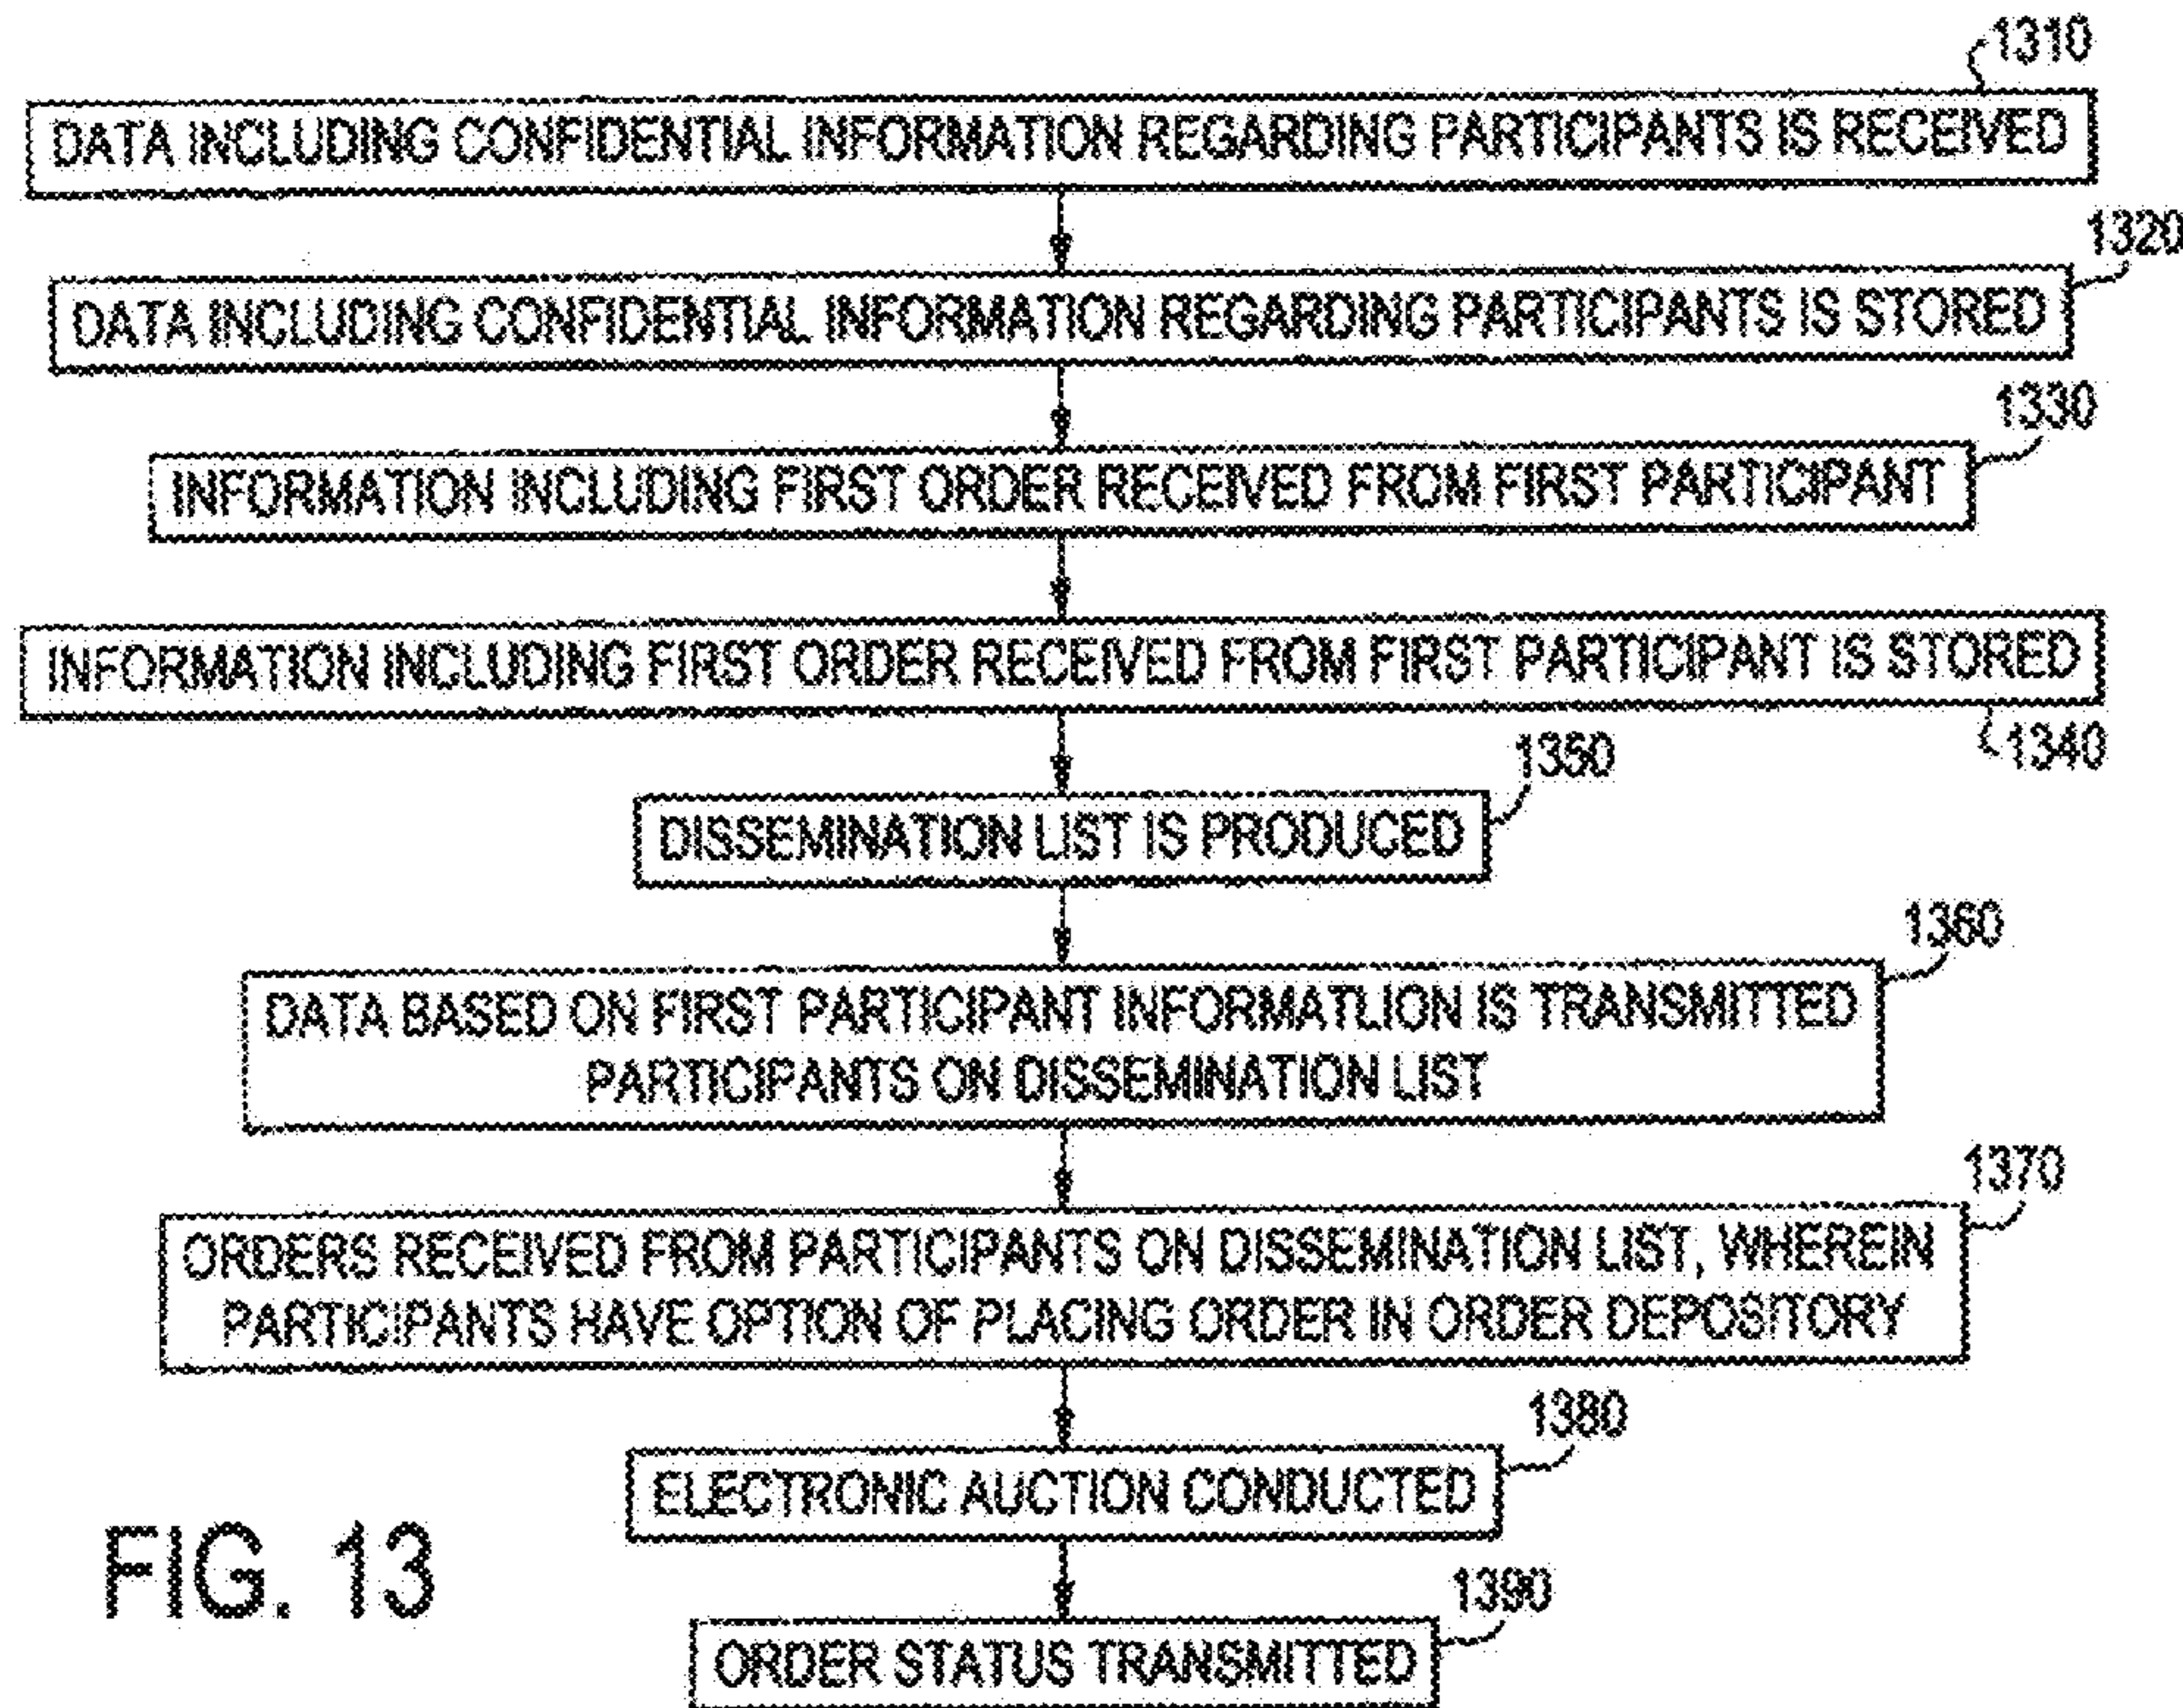 1310
DATA INCLUDING CONFIDENTIAL INFORMATION REGARDING PARTICIPANTS IS RECEIVED
1320
DATA INCLUDING CONFIDENTIAL INFORMATION REGARDING PARTICIPANTS IS STORED
1330
INFORMATION INCLUDING FIRST ORDER RECEIVED FROM FIRST PARTICIPANT
INFORMATION INCLUDING FIRST ORDER RECEIVED FROM FIRST PARTICIPANT IS STORED
1340
1350
DISSEMINATION LIST IS PRODUCED
1360
DATA BASED ON FIRST PARTICIPANT INFORMATLION IS TRANSMITTED
PARTICIPANTS ON DISSEMINATION LIST
1370
ORDERS RECEIVED FROM PARTICIPANTS ON DISSEMINATION LIST, WHEREIN
PARTICIPANTS HAVE OPTION OF PLACING ORDER IN ORDER DEPOSITORY
1380
ELECTRONIC AUCTION CONDUCTED
1390
ORDER STATUS TRANSMITTED
FIG. 13